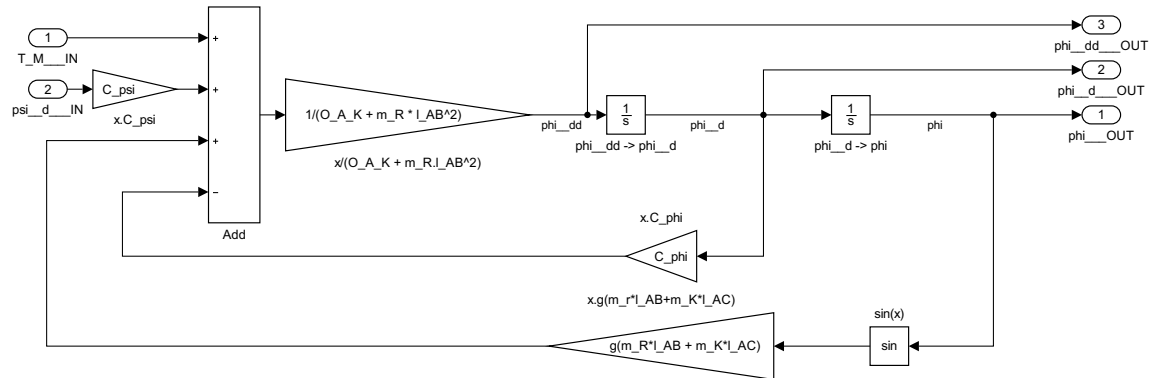 1
T_M___IN
+
2
psi__d___IN
C_psi
x.C_psi
+
+
−
Add
1/(O_A_K + m_R * l_AB^2)
x/(O_A_K + m_R.l_AB^2)
phi__dd
1
s
phi__dd -> phi__d
phi__d
1
s
phi__d -> phi
phi
3
phi__dd___OUT
2
phi__d___OUT
1
phi___OUT
x.C_phi
C_phi
x.g(m_r*l_AB+m_K*l_AC)
g(m_R*l_AB + m_K*l_AC)
sin(x)
sin